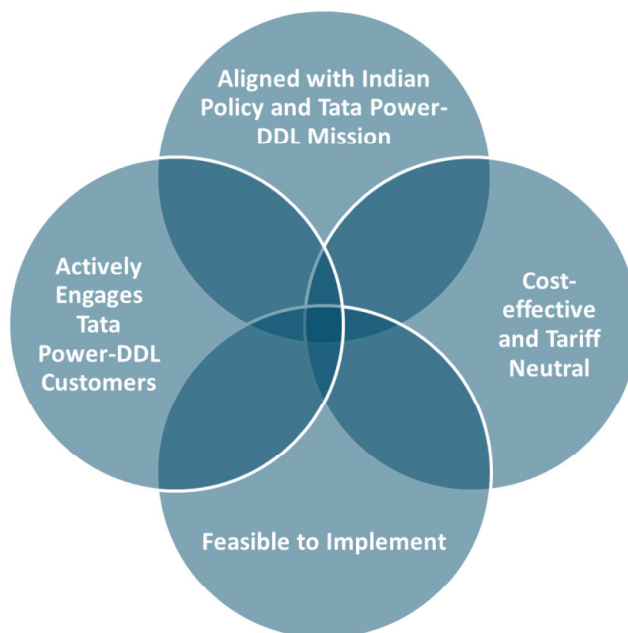 Aligned with Indian
Policy and Tata Power-
DDL Mission
Actively
Engages
Tata
Power-DDL
Customers
Cost-
effective
and Tariff
Neutral
Feasible to Implement